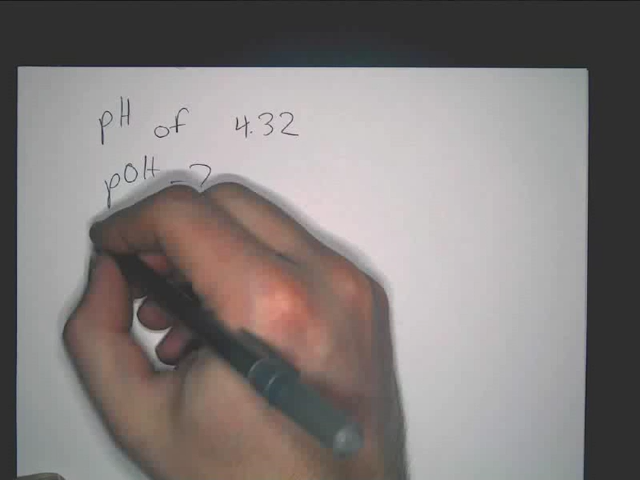 pH of 4.32
pOH = ?